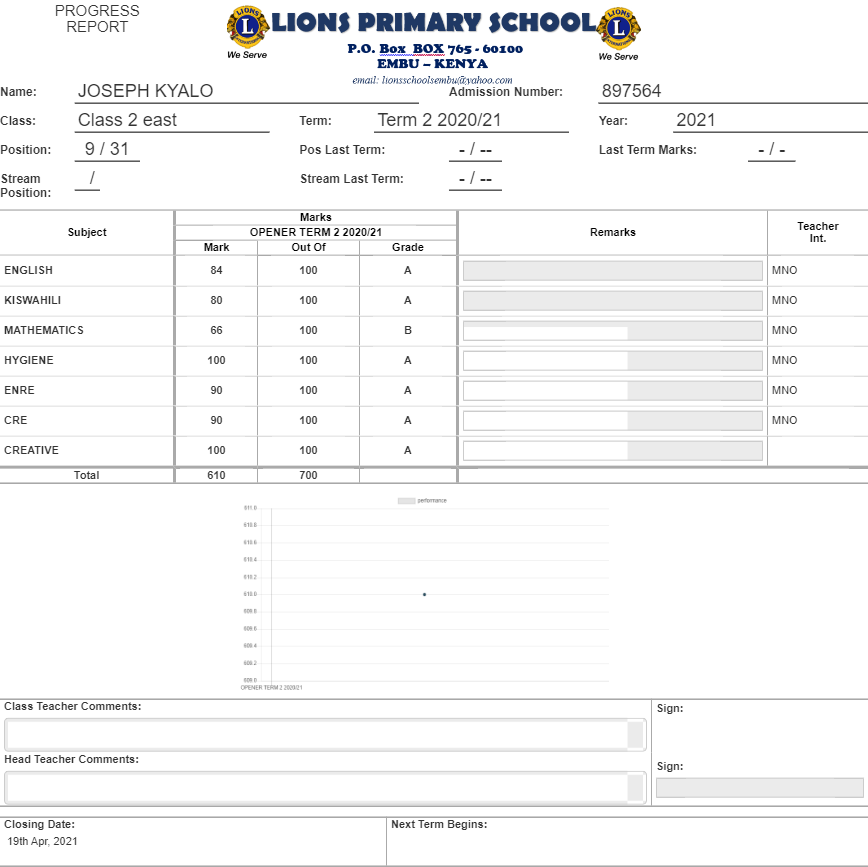 PROGRESS REPORT
LIONS PRIMARY SCHOOL
P.O. Box BOX 765 - 60100
EMBU – KENYA
email: lionsschoolsembu@yahoo.com
We Serve
We Serve
Name: JOSEPH KYALO Admission Number: 897564
Class: Class 2 east Term: Term 2 2020/21 Year: 2021
Position: 9 / 31 Pos Last Term: - / -- Last Term Marks: - / -
Stream Position: / Stream Last Term: - / --
Subject Marks Remarks Teacher Int.
OPENER TERM 2 2020/21
Mark Out Of Grade
ENGLISH 84 100 A MNO
KISWAHILI 80 100 A MNO
MATHEMATICS 66 100 B MNO
HYGIENE 100 100 A MNO
ENRE 90 100 A MNO
CRE 90 100 A MNO
CREATIVE 100 100 A
Total 610 700
performance
611.0
610.8
610.6
610.4
610.2
610.0
609.8
609.6
609.4
609.2
609.0
OPENER TERM 2 2020/21
Class Teacher Comments: Sign:
Head Teacher Comments: Sign:
Closing Date: Next Term Begins:
19th Apr, 2021